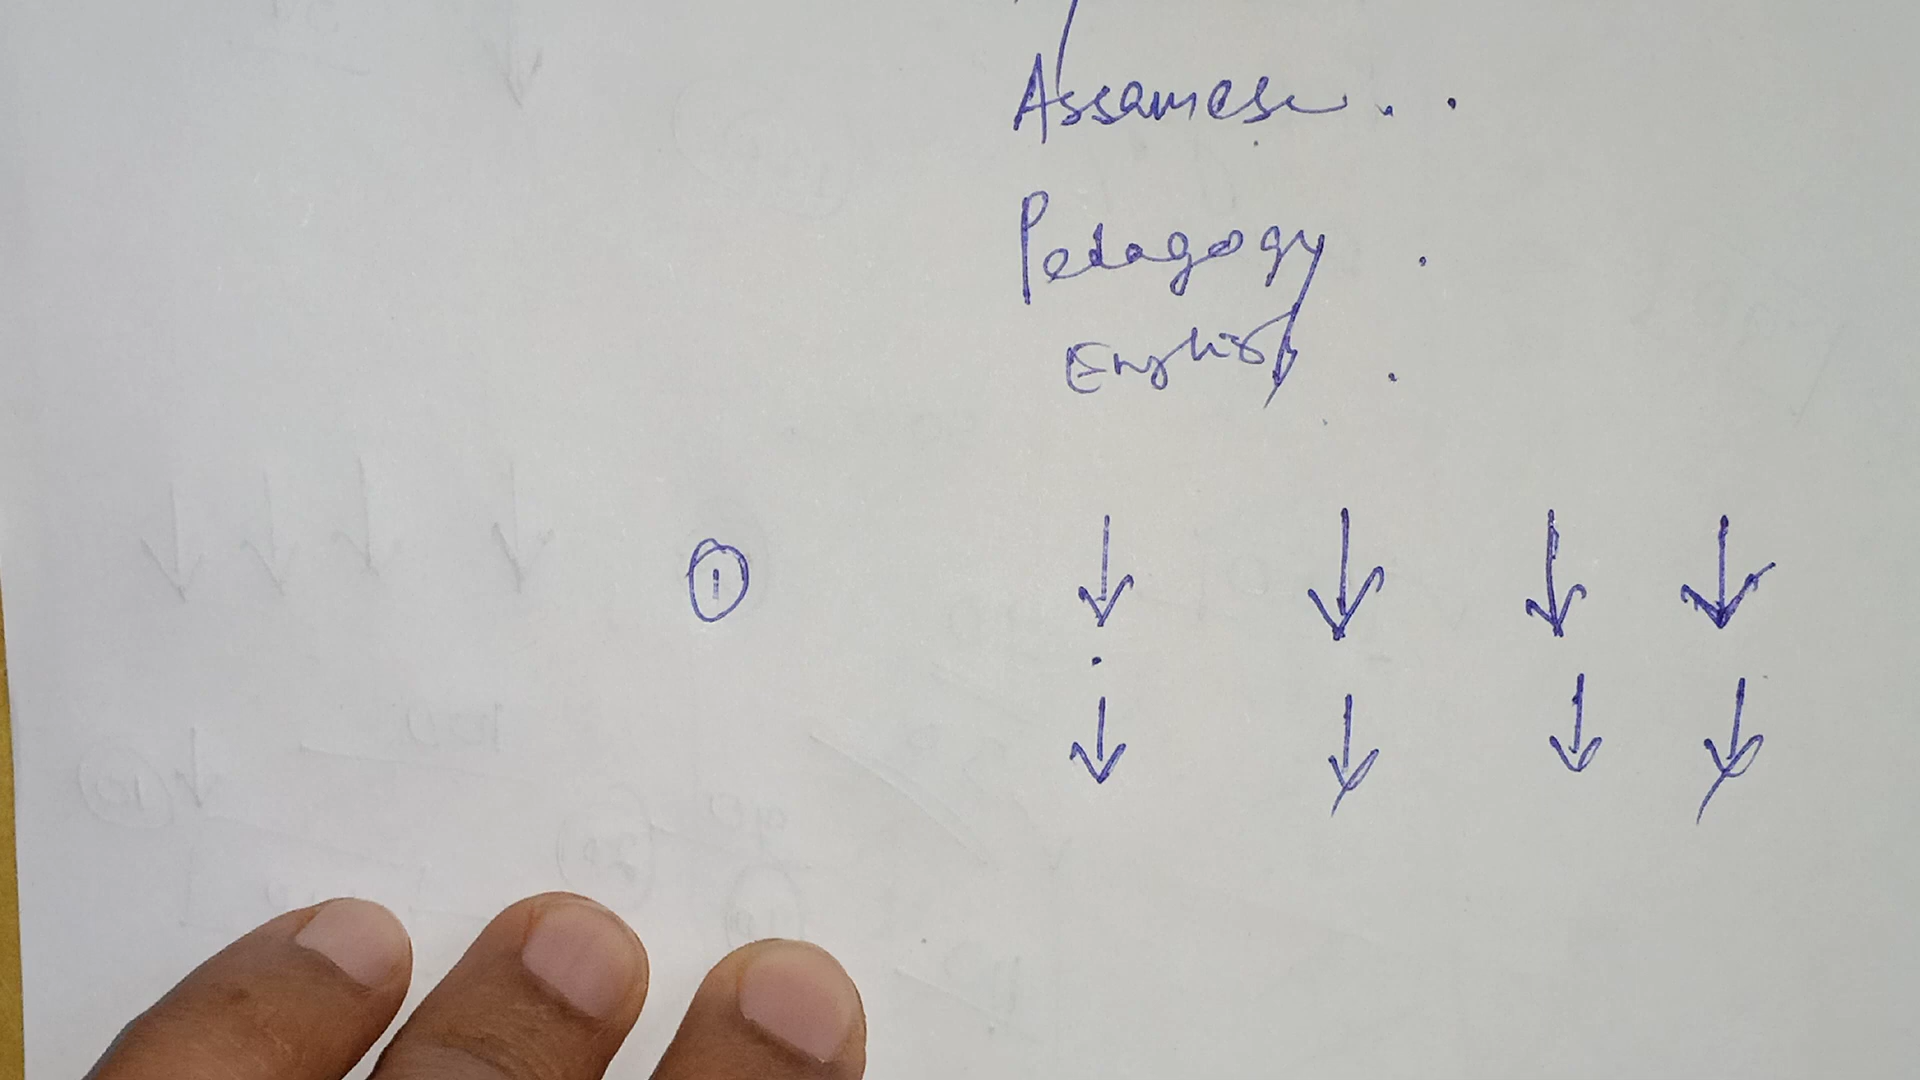 Assamese . .
Pedagogy .
English .
①
↓ ↓ ↓ ↓
↓ ↓ ↓ ↓